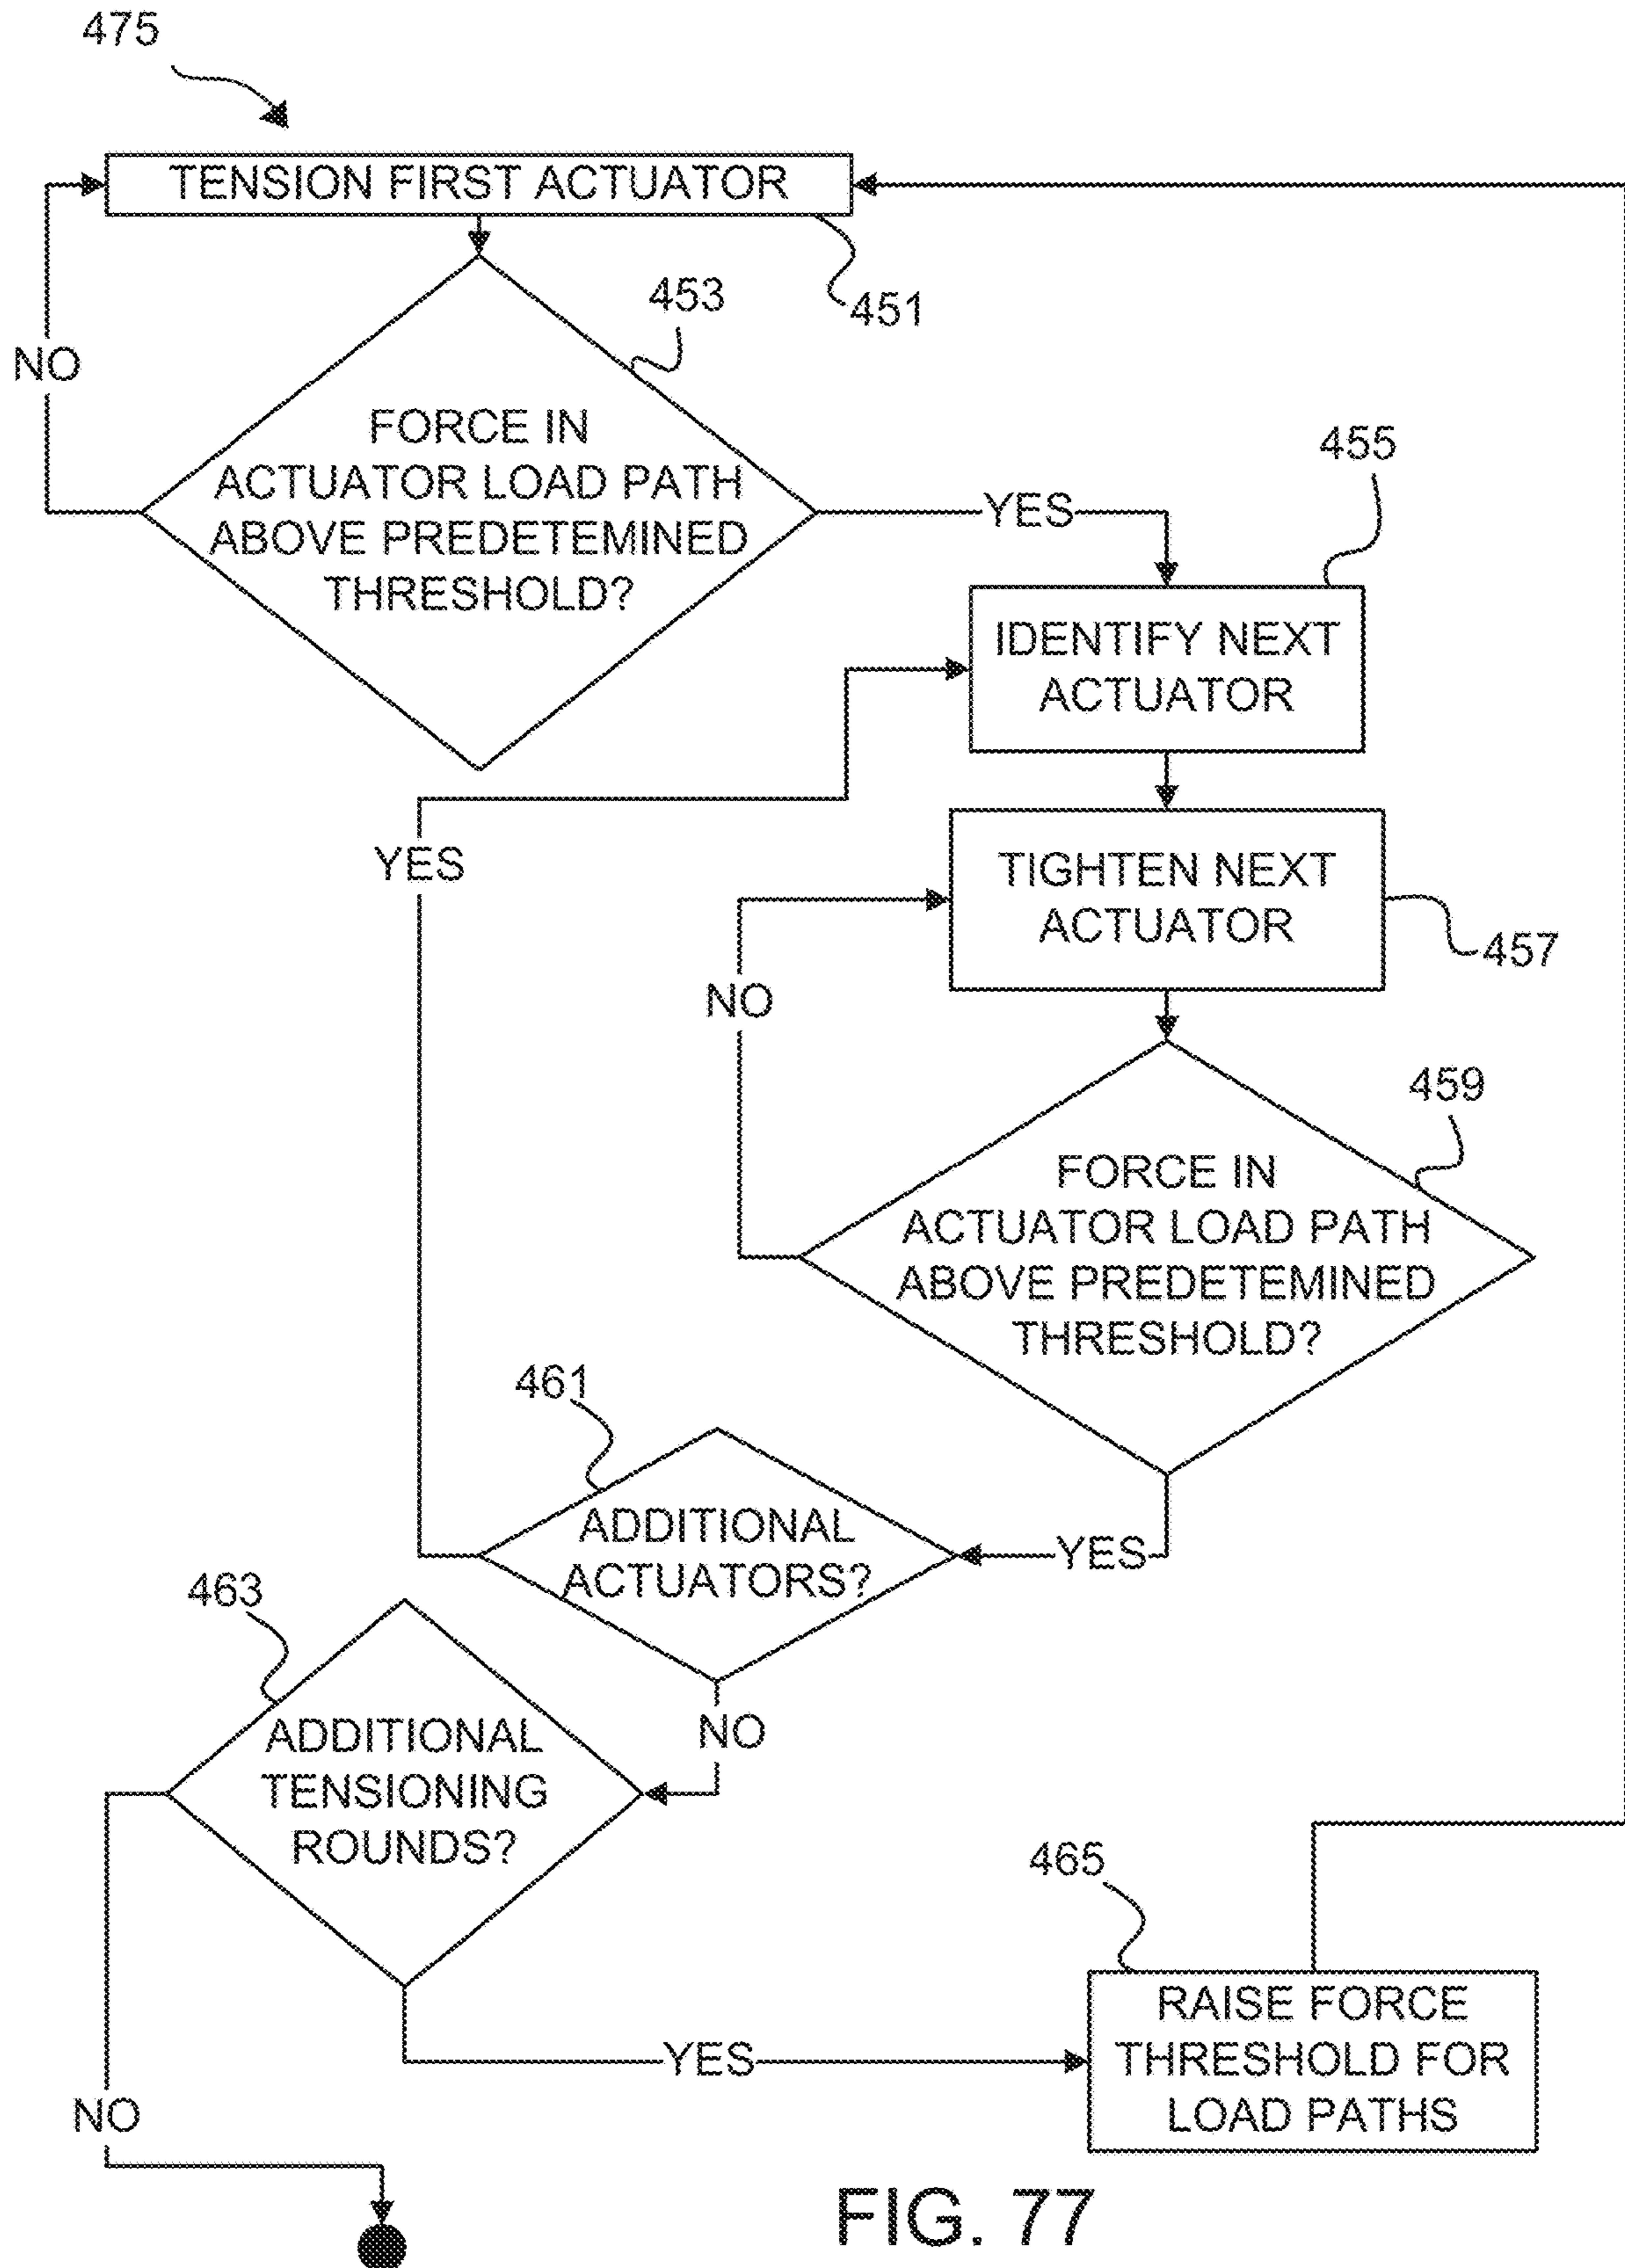 475
TENSION FIRST ACTUATOR
451
453
NO
FORCE IN
ACTUATOR LOAD PATH
ABOVE PREDETEMINED
THRESHOLD?
YES
455
IDENTIFY NEXT
ACTUATOR
YES
TIGHTEN NEXT
ACTUATOR
457
NO
459
FORCE IN
ACTUATOR LOAD PATH
ABOVE PREDETEMINED
THRESHOLD?
461
ADDITIONAL
ACTUATORS?
YES
463
NO
ADDITIONAL
TENSIONING
ROUNDS?
465
RAISE FORCE
THRESHOLD FOR
LOAD PATHS
YES
NO
FIG. 77